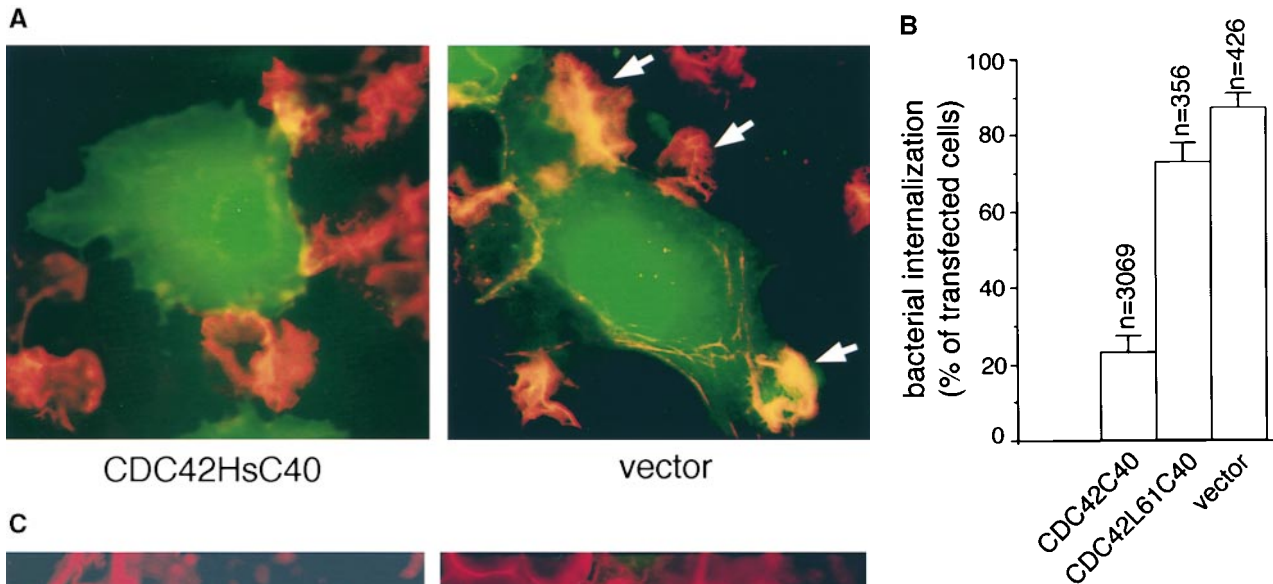 A
CDC42HsC40
vector
B
bacterial internalization
(% of transfected cells)
100
80
60
40
20
0
n=3069
n=356
n=426
CDC42C40
CDC42L61C40
vector
C